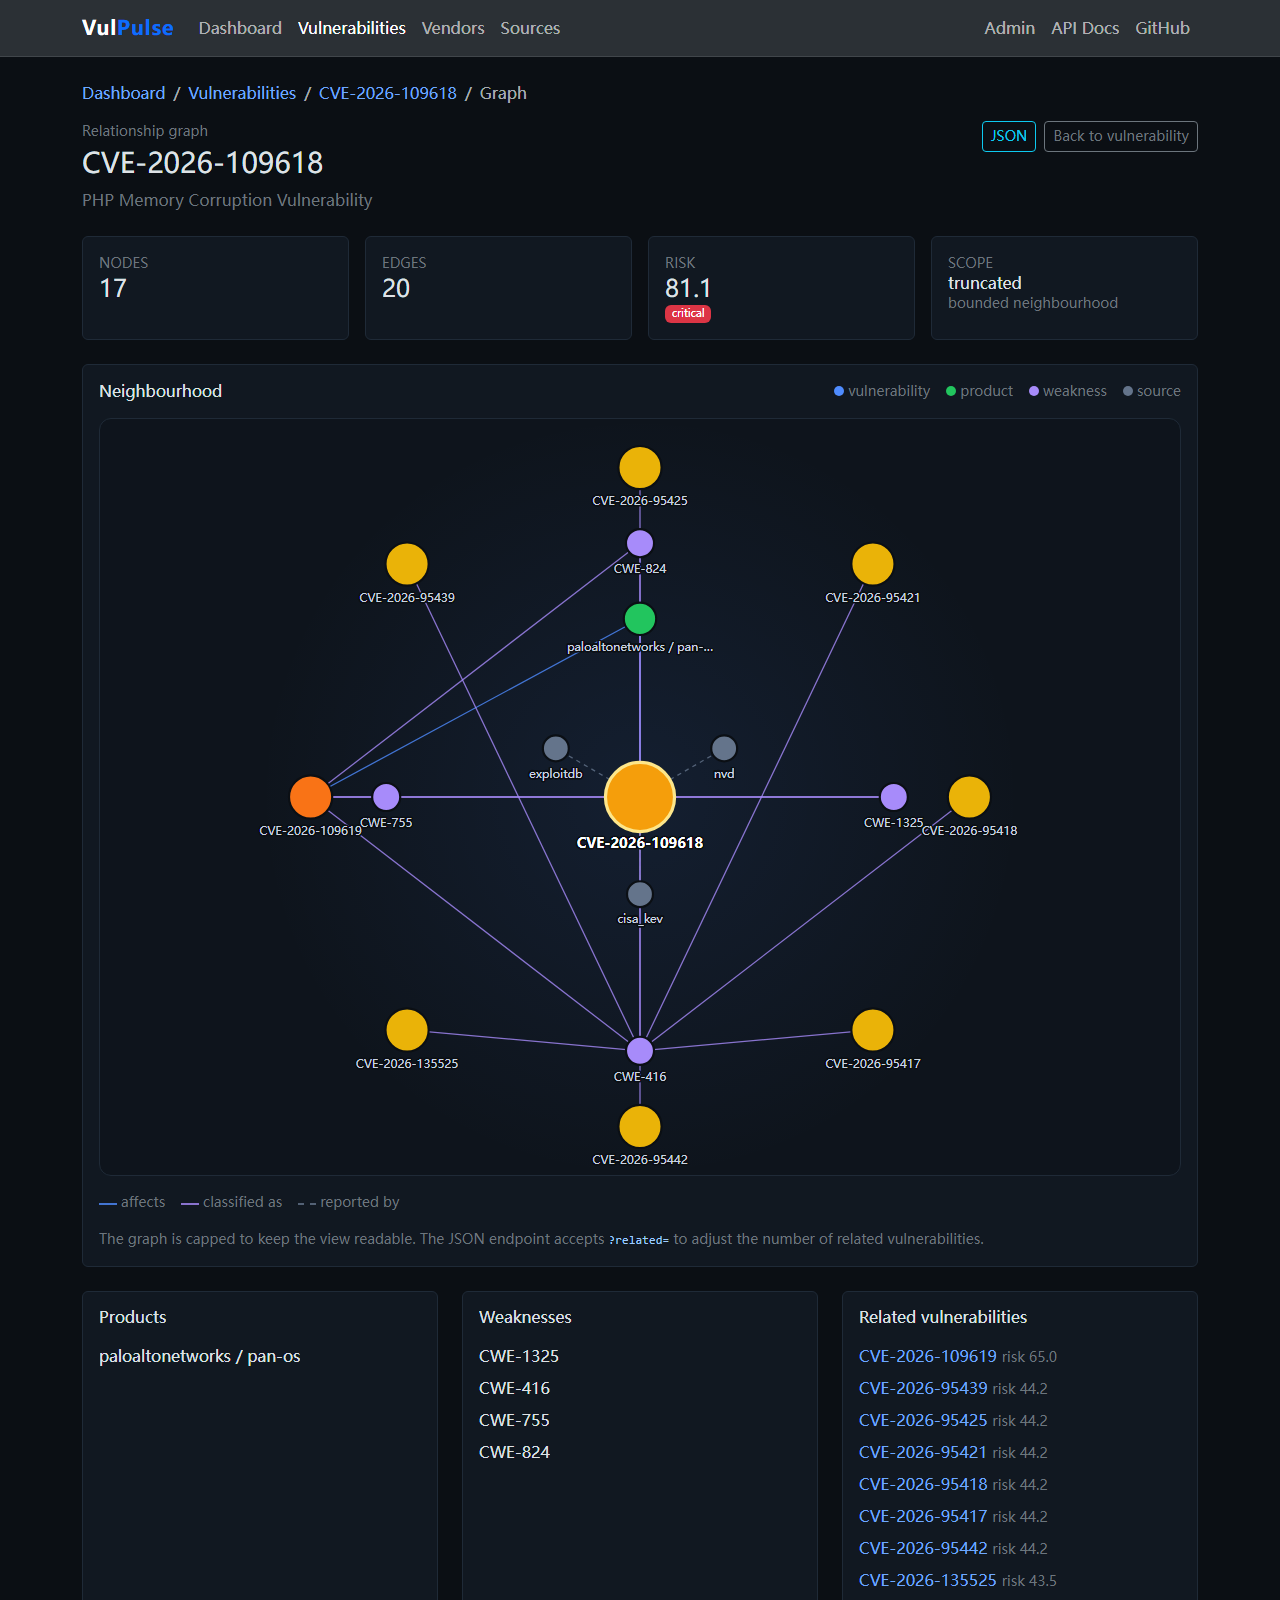 VulPulse Dashboard Vulnerabilities Vendors Sources Admin API Docs GitHub
Dashboard / Vulnerabilities / CVE-2026-109618 / Graph
Relationship graph
JSON Back to vulnerability
CVE-2026-109618
PHP Memory Corruption Vulnerability
NODES
17
EDGES
20
RISK
81.1
critical
SCOPE
truncated
bounded neighbourhood
Neighbourhood
vulnerability product weakness source
CVE-2026-95425
CWE-824
CVE-2026-95439
CVE-2026-95421
paloaltonetworks / pan-...
exploitdb
nvd
CVE-2026-109619
CWE-755
CWE-1325
CVE-2026-95418
CVE-2026-109618
cisa_kev
CVE-2026-135525
CVE-2026-95417
CWE-416
CVE-2026-95442
affects classified as reported by
The graph is capped to keep the view readable. The JSON endpoint accepts ?related= to adjust the number of related vulnerabilities.
Products
paloaltonetworks / pan-os
Weaknesses
CWE-1325
CWE-416
CWE-755
CWE-824
Related vulnerabilities
CVE-2026-109619 risk 65.0
CVE-2026-95439 risk 44.2
CVE-2026-95425 risk 44.2
CVE-2026-95421 risk 44.2
CVE-2026-95418 risk 44.2
CVE-2026-95417 risk 44.2
CVE-2026-95442 risk 44.2
CVE-2026-135525 risk 43.5